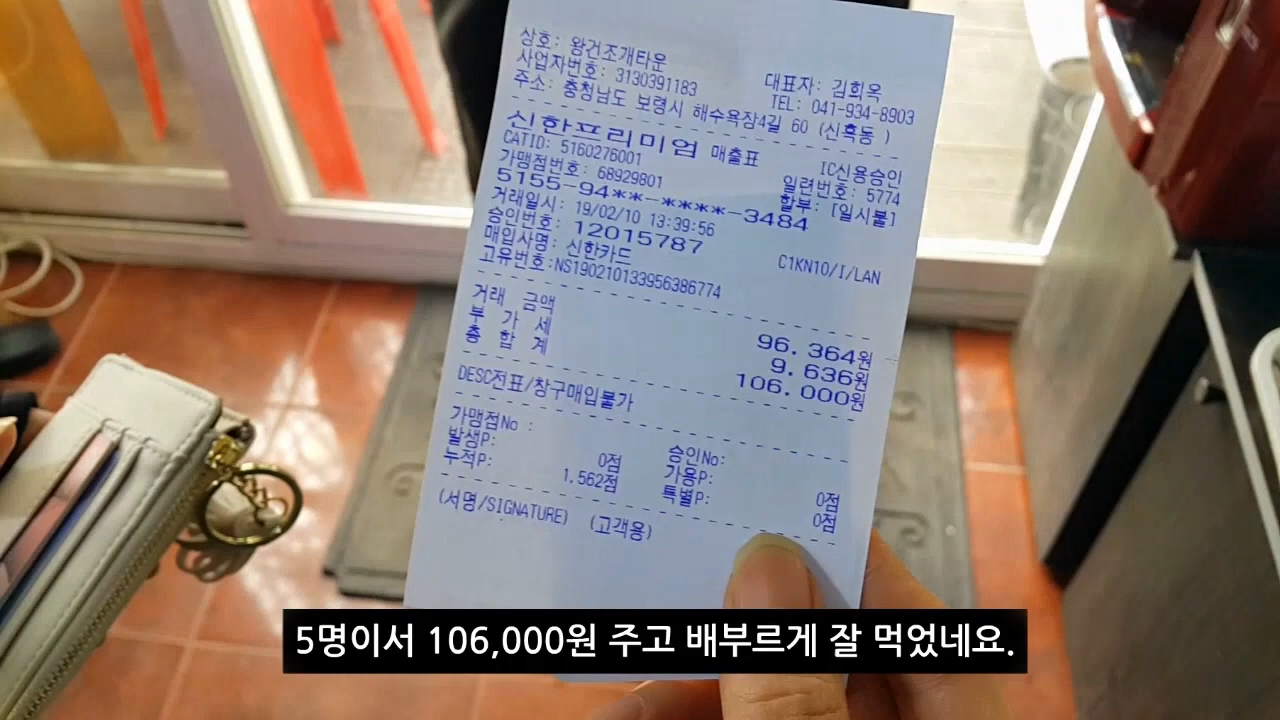 상호: 왕건조개타운
사업자번호: 3130391183 대표자: 김회옥
주소: 충청남도 보령시 해수욕장4길 60 (신흑동 ) TEL: 041-934-8903
신한프리미엄 매출표 IC신용승인
CATID: 5160276001 일련번호: 5774
가맹점번호: 68929801 할부: [일시불]
5155-94**-****-3484
거래일시: 19/02/10 13:39:56
승인번호: 12015787
매입사명: 신한카드 C1KN10/I/LAN
고유번호:NS190210133956386774
거래 금액 96.364원
부 가 세 9.636원
총 합 계 106.000원
DESC전표/창구매입불가
가맹점No : 승인No:
발생P: 0점 가용P: 0점
누적P: 1.562점 특별P: 0점
(서명/SIGNATURE) (고객용)
5명이서 106,000원 주고 배부르게 잘 먹었네요.